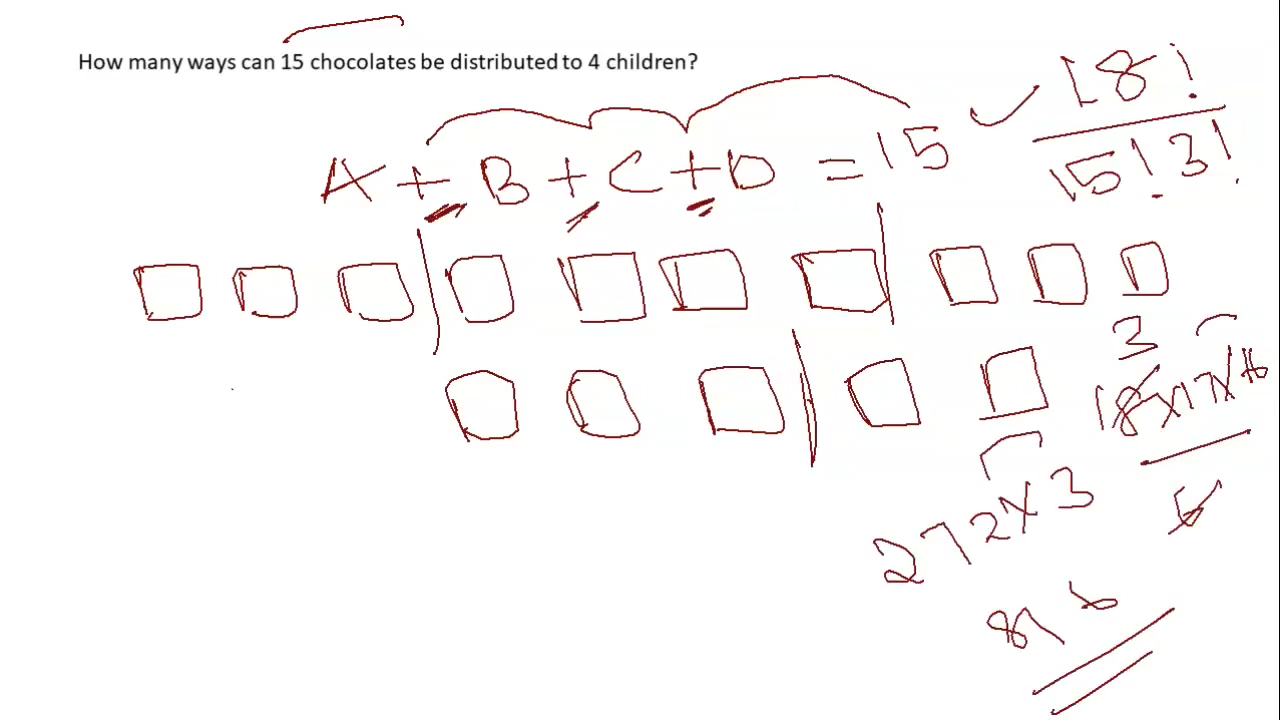 How many ways can 15 chocolates be distributed to 4 children?
A + B + C + D = 15
18!
15! 3!
3
18 x 17 x 16
6
272 x 3
816